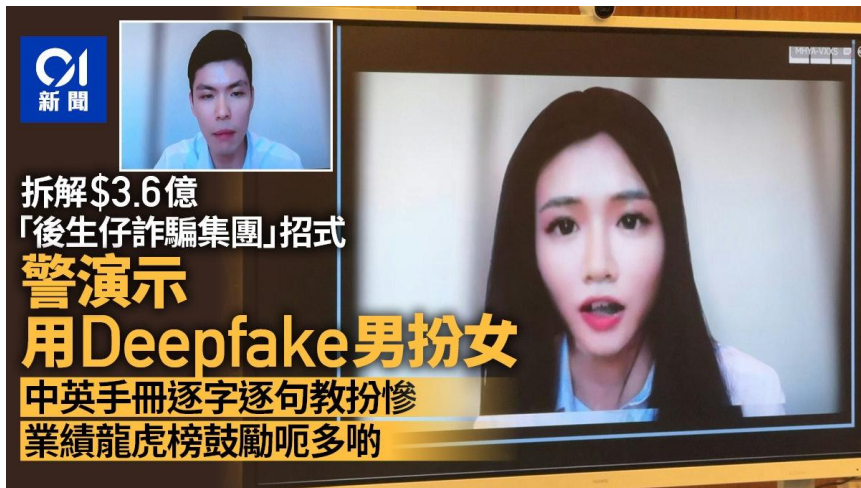 01
新聞
MHYA-VXXS
拆解$3.6億
「後生仔詐騙集團」招式
警演示
用Deepfake男扮女
中英手冊逐字逐句教扮慘
業績龍虎榜鼓勵呃多啲